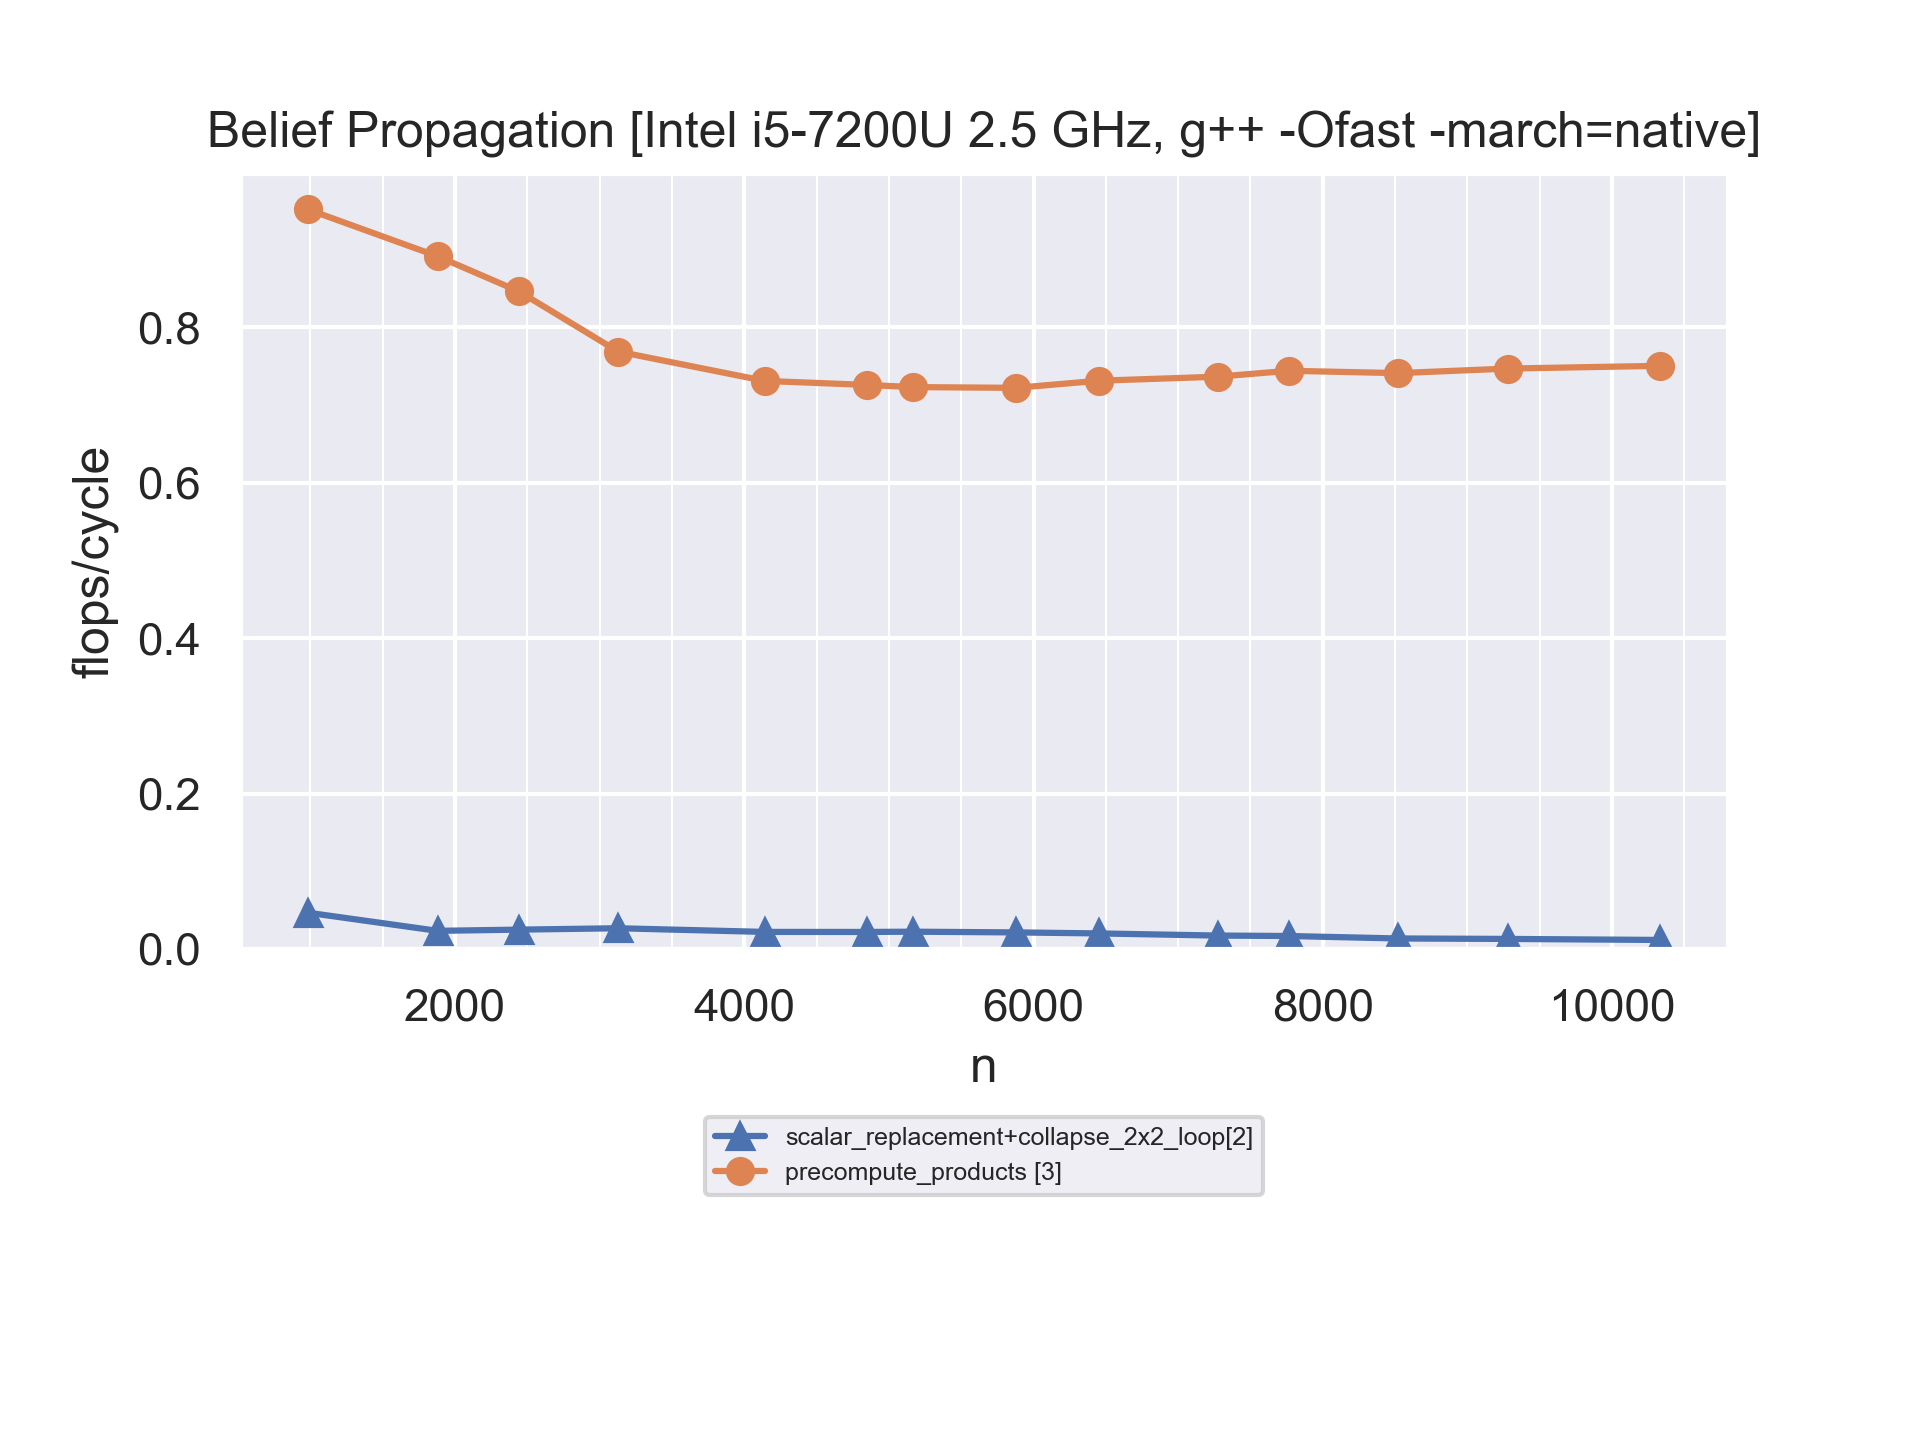 Belief Propagation [Intel i5-7200U 2.5 GHz, g++ -Ofast -march=native]
flops/cycle
0.8
0.6
0.4
0.2
0.0
2000 4000 6000 8000 10000
n
scalar_replacement+collapse_2x2_loop[2]
precompute_products [3]